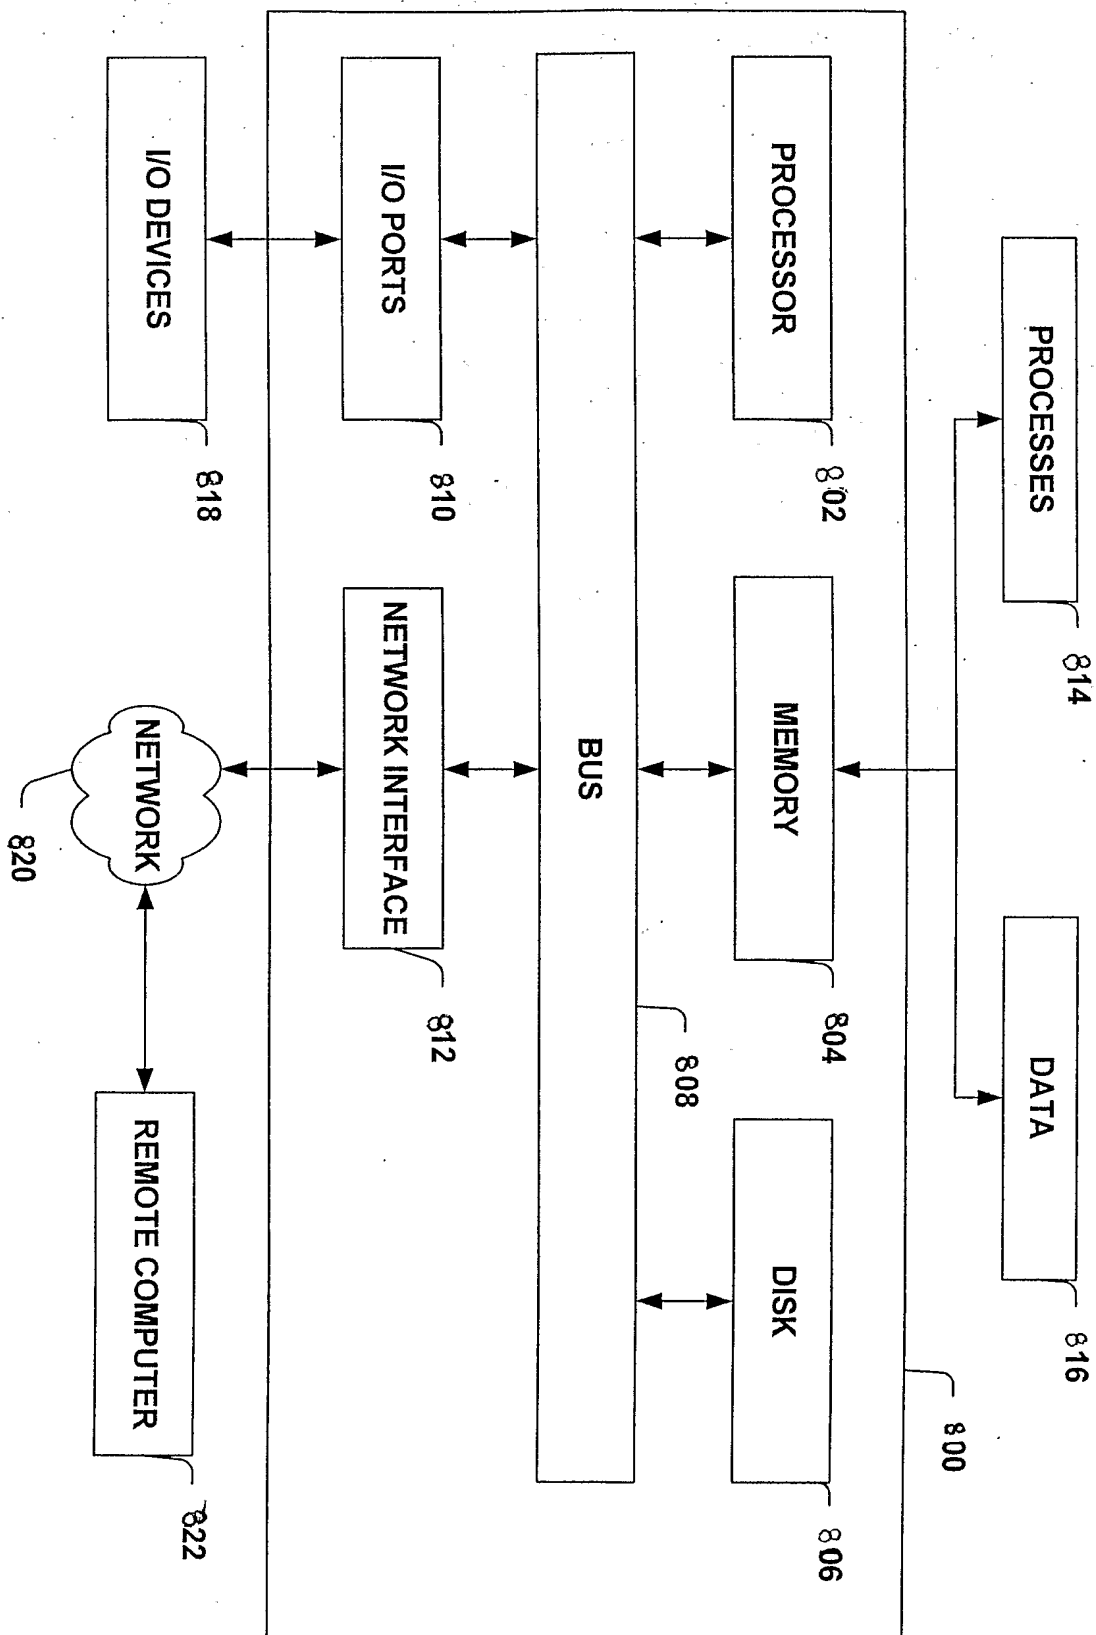 PROCESSES
814
DATA
816
800
PROCESSOR
802
MEMORY
804
DISK
806
BUS
808
I/O PORTS
810
NETWORK INTERFACE
812
I/O DEVICES
818
NETWORK
820
REMOTE COMPUTER
822